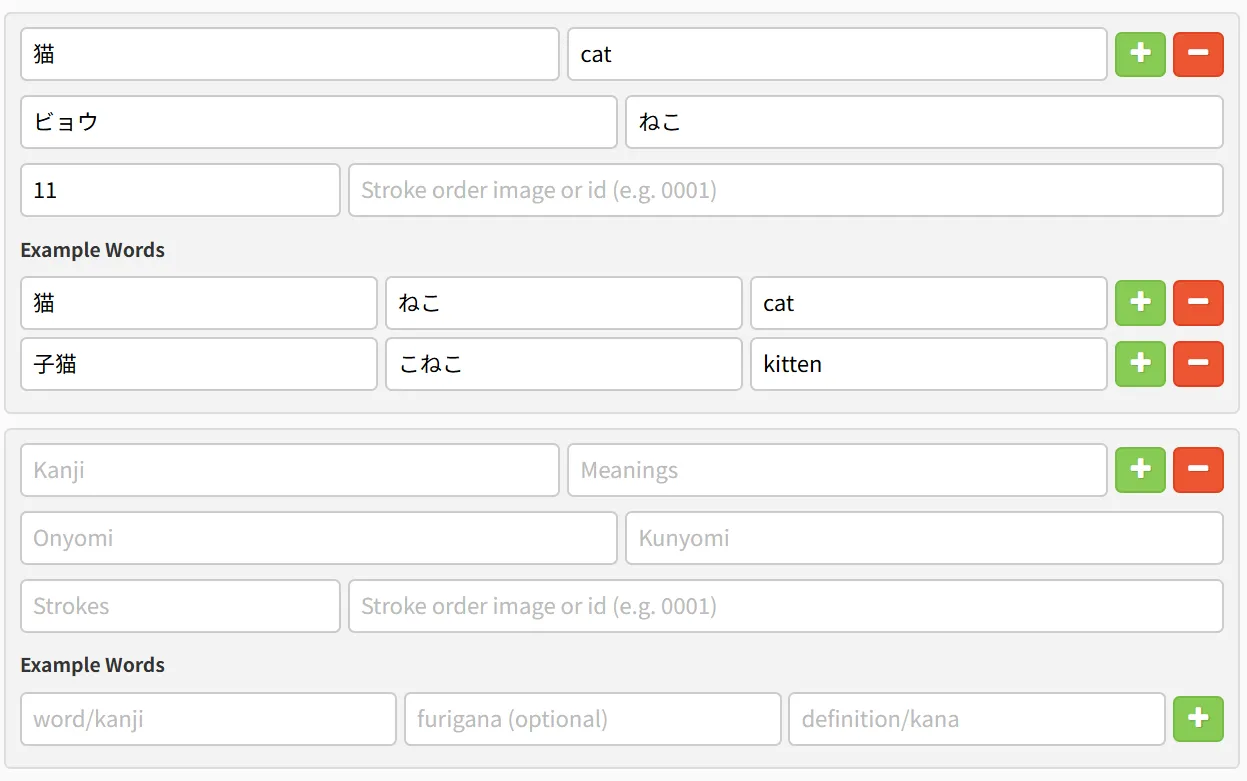 猫 cat
ビョウ ねこ
11 Stroke order image or id (e.g. 0001)
Example Words
猫 ねこ cat
子猫 こねこ kitten
Kanji Meanings
Onyomi Kunyomi
Strokes Stroke order image or id (e.g. 0001)
Example Words
word/kanji furigana (optional) definition/kana